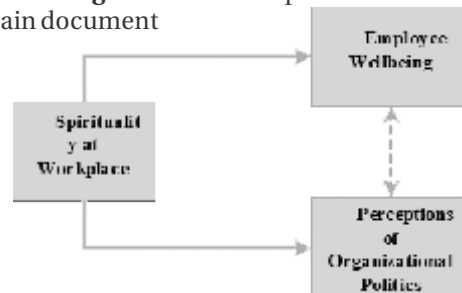 ain document
Employee
Wellbeing
Spiritualit
y at
Workplace
Perceptions
of
Organizational
Politics